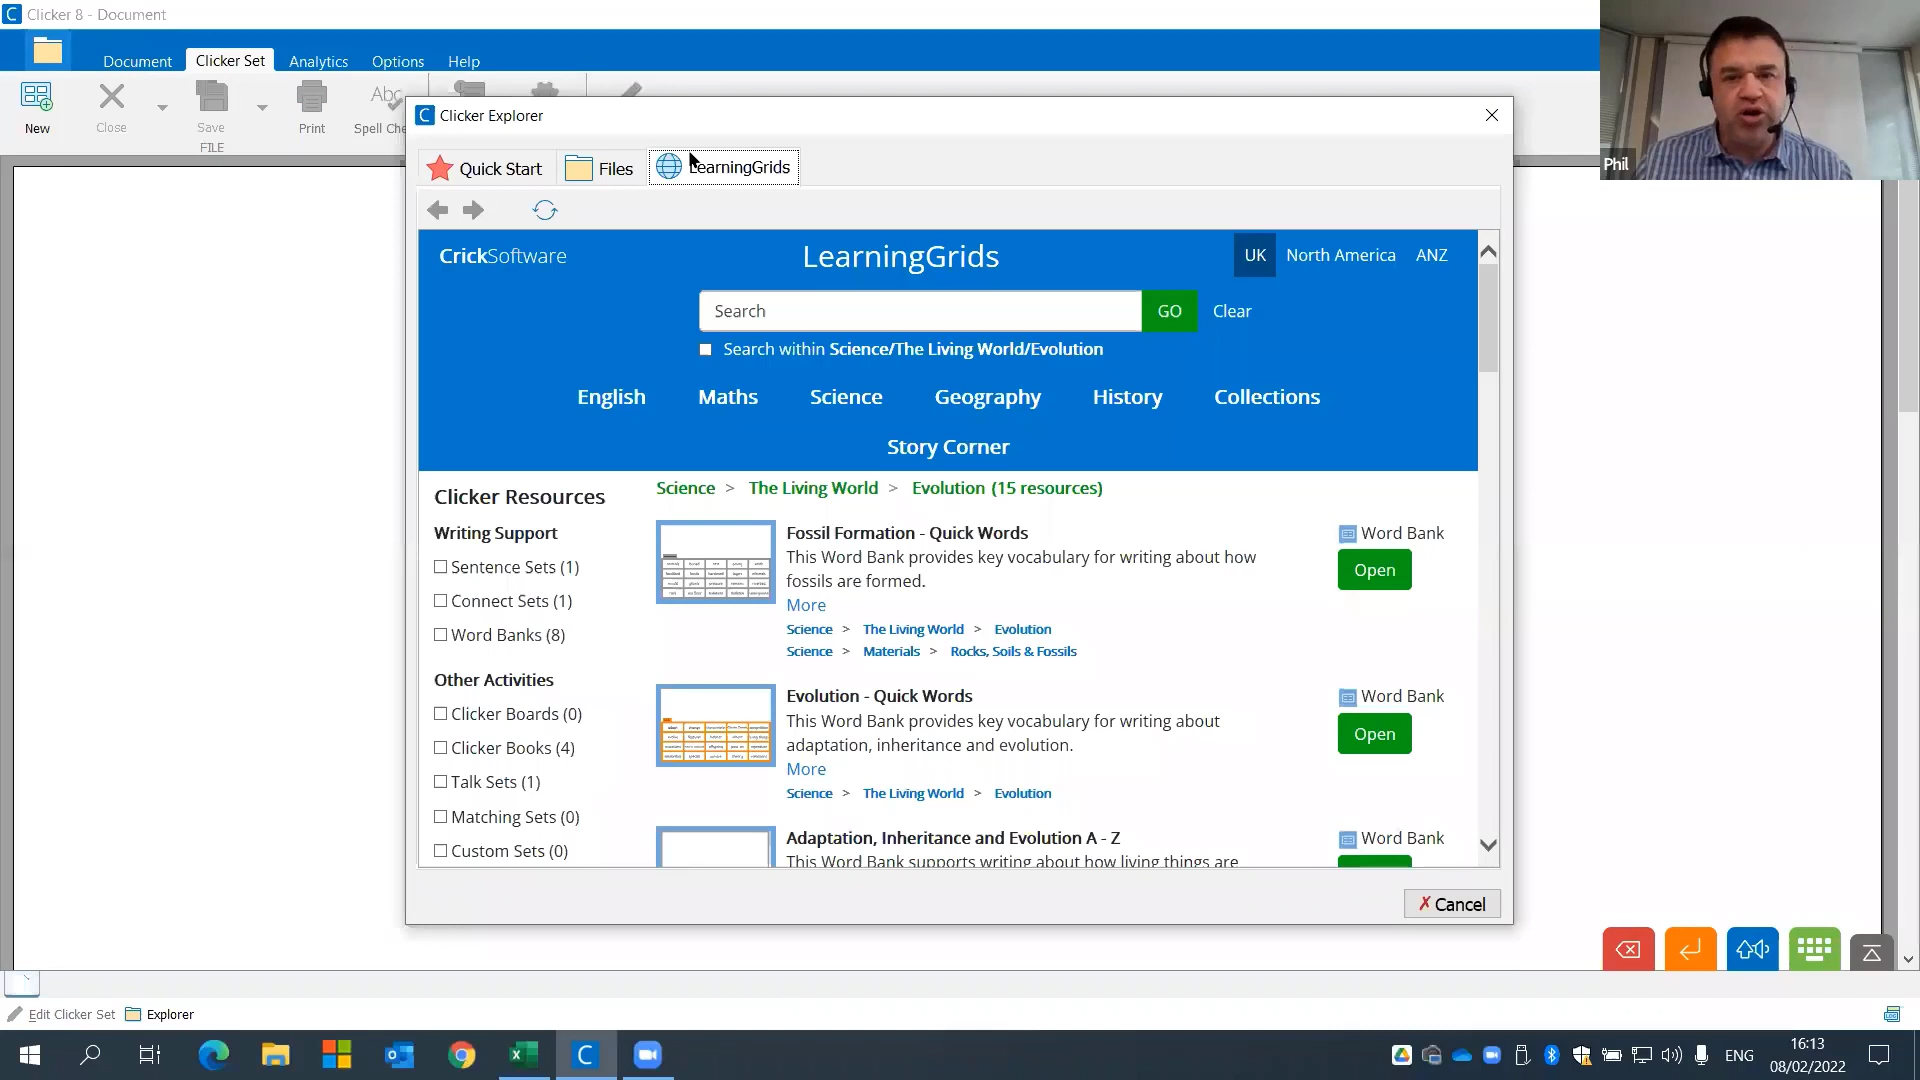 Clicker 8 - Document
Document Clicker Set Analytics Options Help
New Close Save Print Spell Che
FILE
Phil
Clicker Explorer
Quick Start Files LearningGrids
CrickSoftware LearningGrids UK North America ANZ
Search GO Clear
Search within Science/The Living World/Evolution
English Maths Science Geography History Collections
Story Corner
Clicker Resources
Writing Support
Sentence Sets (1)
Connect Sets (1)
Word Banks (8)
Other Activities
Clicker Boards (0)
Clicker Books (4)
Talk Sets (1)
Matching Sets (0)
Custom Sets (0)
Science > The Living World > Evolution (15 resources)
Fossil Formation - Quick Words Word Bank
This Word Bank provides key vocabulary for writing about how
fossils are formed.
Open
More
Science > The Living World > Evolution
Science > Materials > Rocks, Soils & Fossils
Evolution - Quick Words Word Bank
This Word Bank provides key vocabulary for writing about
adaptation, inheritance and evolution.
Open
More
Science > The Living World > Evolution
Adaptation, Inheritance and Evolution A - Z Word Bank
This Word Bank supports writing about how living things are
Cancel
Edit Clicker Set Explorer
ENG
16:13
08/02/2022